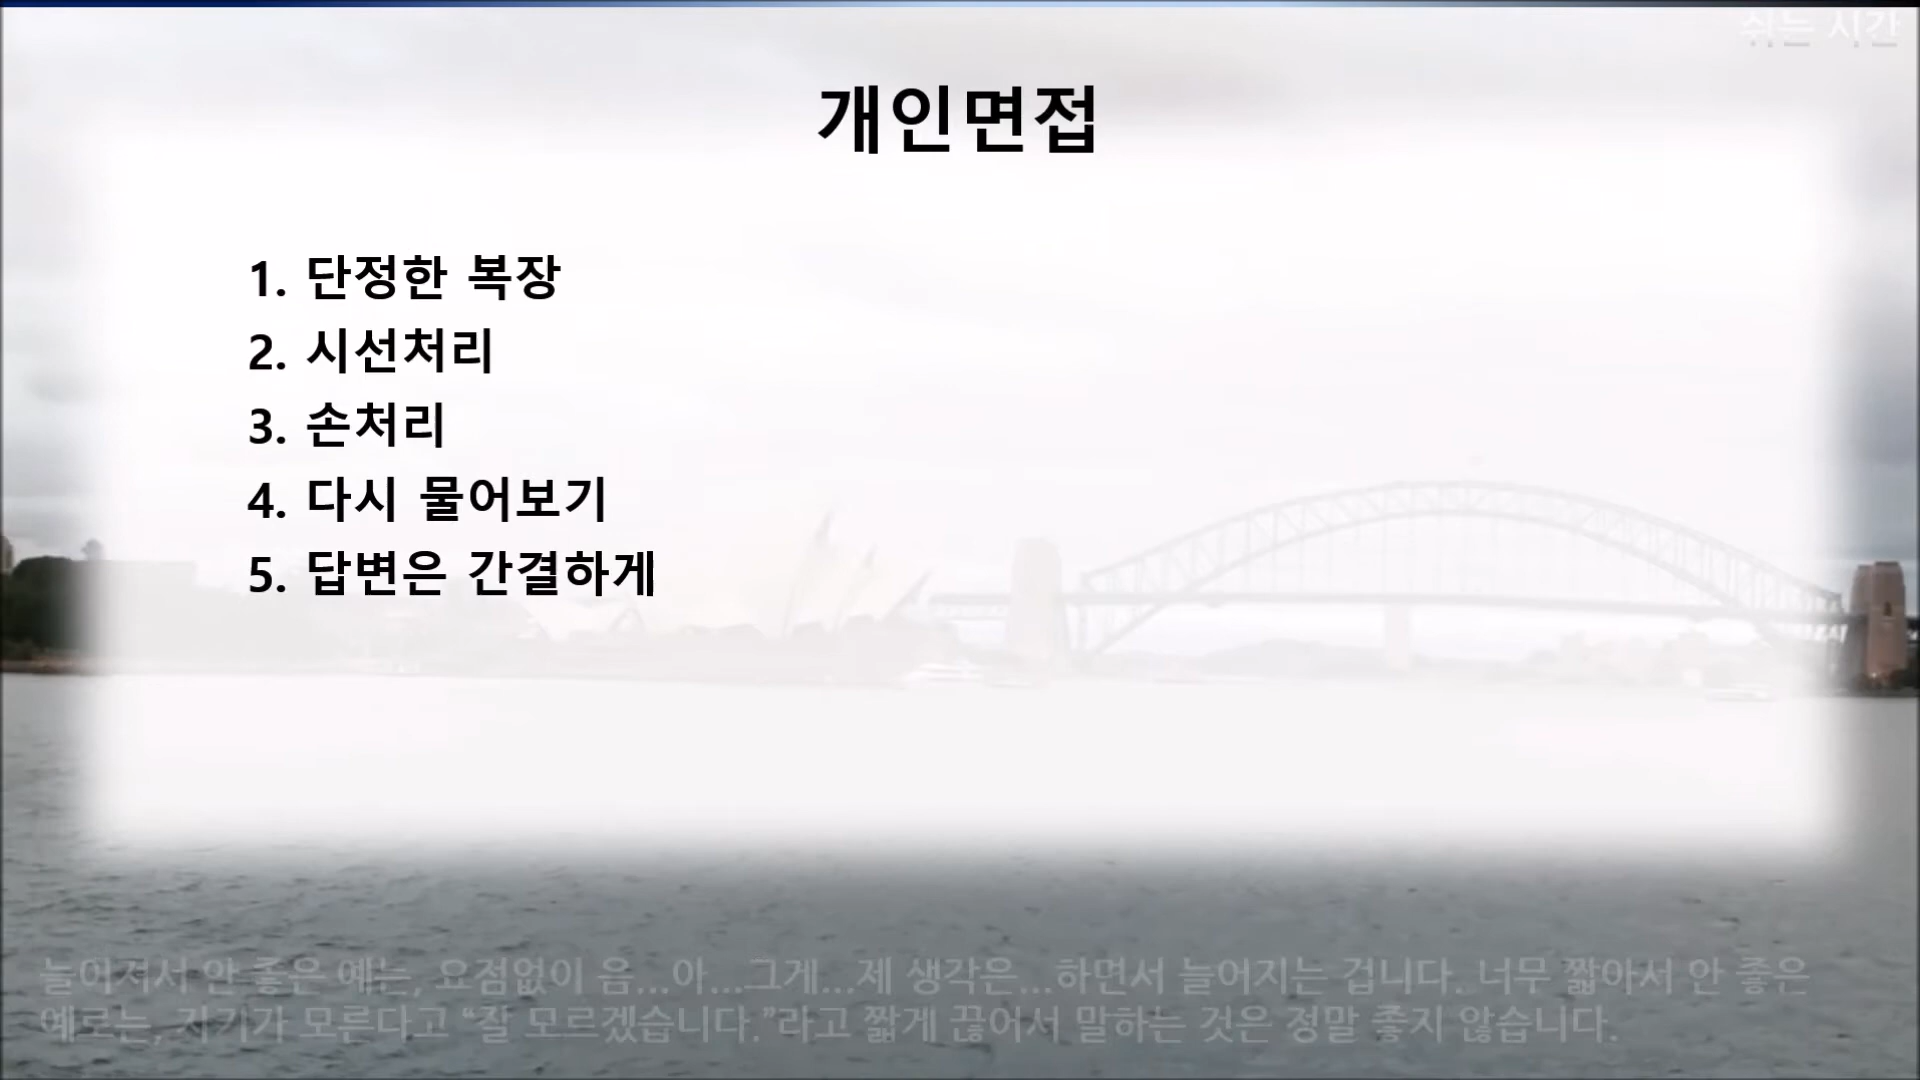 쉬는 시간
개인면접
1. 단정한 복장
2. 시선처리
3. 손처리
4. 다시 물어보기
5. 답변은 간결하게
늘어져서 안 좋은 예는, 요점없이 음...아...그게...제 생각은...하면서 늘어지는 겁니다. 너무 짧아서 안 좋은
예로는, 자기가 모른다고 “잘 모르겠습니다.”라고 짧게 끊어서 말하는 것은 정말 좋지 않습니다.